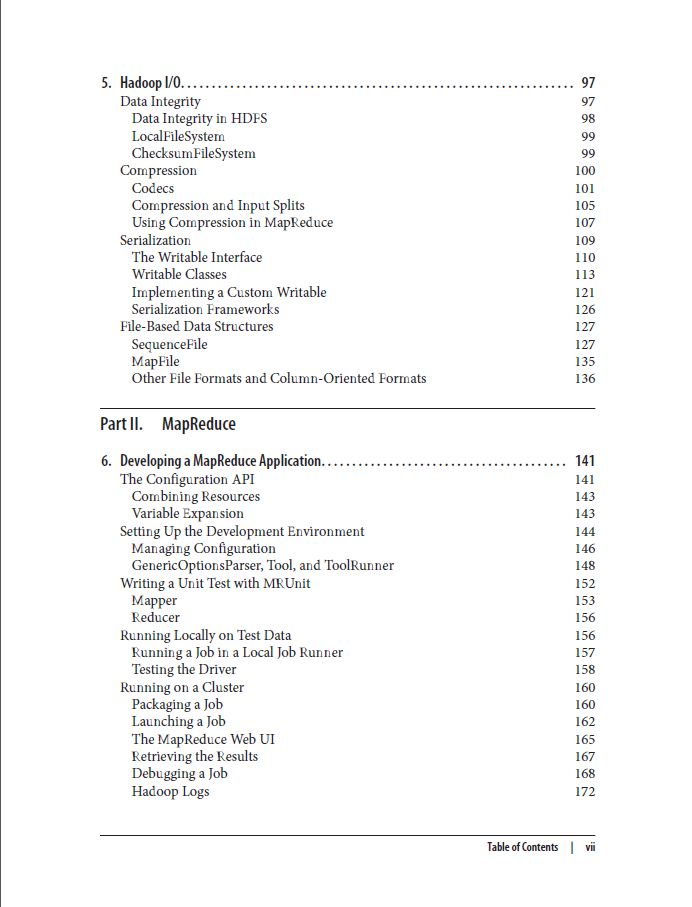 5. Hadoop I/O. . . . . . . . . . . . . . . . . . . . . . . . . . . . . . . . . . . . . . . . . . . . . . . . . . . . . . . . . . . . . . . . 97
Data Integrity 97
Data Integrity in HDFS 98
LocalFileSystem 99
ChecksumFileSystem 99
Compression 100
Codecs 101
Compression and Input Splits 105
Using Compression in MapReduce 107
Serialization 109
The Writable Interface 110
Writable Classes 113
Implementing a Custom Writable 121
Serialization Frameworks 126
File-Based Data Structures 127
SequenceFile 127
MapFile 135
Other File Formats and Column-Oriented Formats 136
Part II. MapReduce
6. Developing a MapReduce Application. . . . . . . . . . . . . . . . . . . . . . . . . . . . . . . . . . . . . . . 141
The Configuration API 141
Combining Resources 143
Variable Expansion 143
Setting Up the Development Environment 144
Managing Configuration 146
GenericOptionsParser, Tool, and ToolRunner 148
Writing a Unit Test with MRUnit 152
Mapper 153
Reducer 156
Running Locally on Test Data 156
Running a Job in a Local Job Runner 157
Testing the Driver 158
Running on a Cluster 160
Packaging a Job 160
Launching a Job 162
The MapReduce Web UI 165
Retrieving the Results 167
Debugging a Job 168
Hadoop Logs 172
Table of Contents | vii